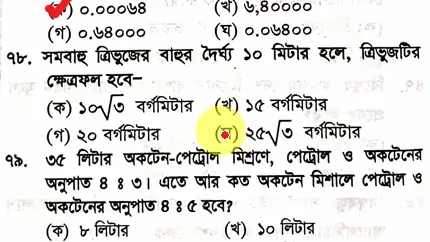 (ক) ০.০০০৬৪ (খ) ৬,৪০০০০
(গ) ০.৬৪০০০ (ঘ) ০.০৬৪০০
৭৮. সমবাহু ত্রিভুজের বাহুর দৈর্ঘ্য ১০ মিটার হলে, ত্রিভুজটির
ক্ষেত্রফল হবে–
(ক) ১০√৩ বর্গমিটার (খ) ১৫ বর্গমিটার
(গ) ২০ বর্গমিটার (ঘ) ২৫√৩ বর্গমিটার
৭৯. ৩৫ লিটার অকটেন-পেট্রোল মিশ্রণে, পেট্রোল ও অকটেনের
অনুপাত ৪ ঃ ৩। এতে আর কত অকটেন মিশালে পেট্রোল ও
অকটেনের অনুপাত ৪ ঃ ৫ হবে?
(ক) ৮ লিটার (খ) ১০ লিটার